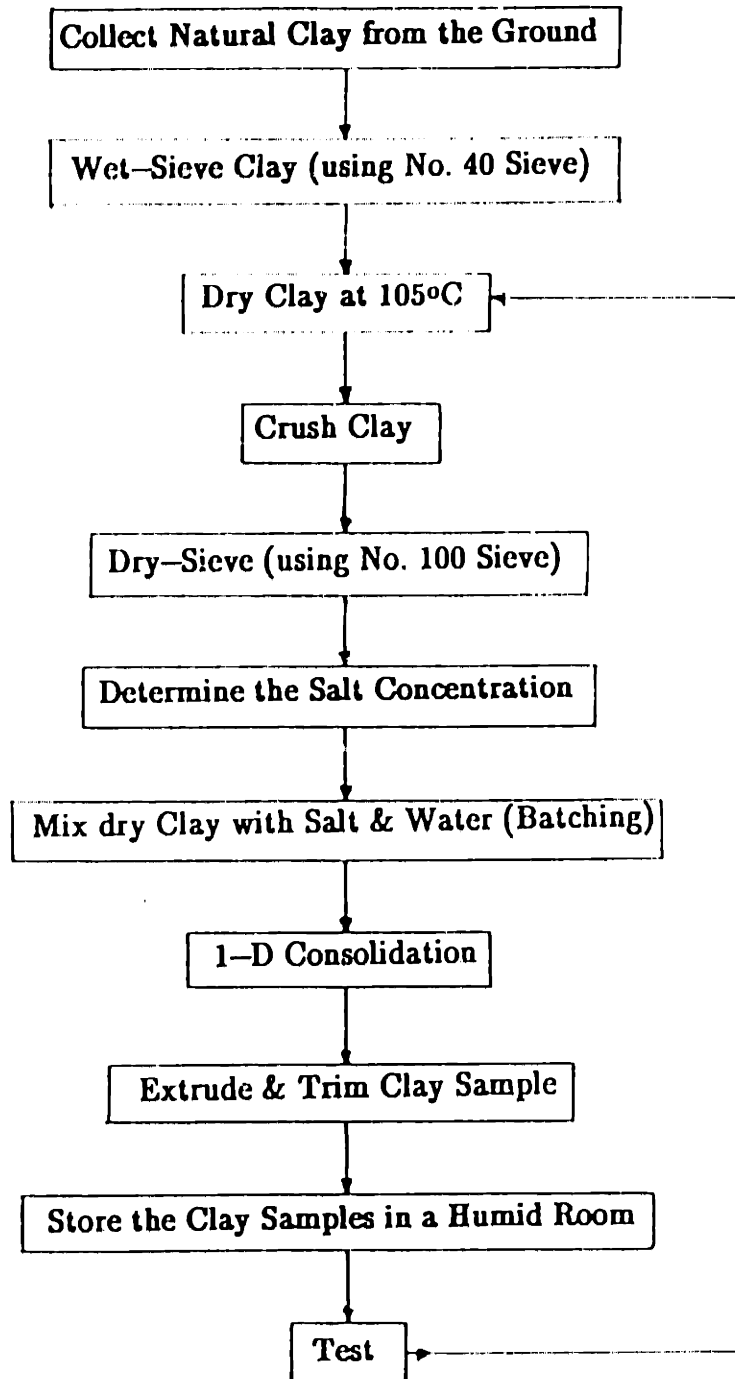 Collect Natural Clay from the Ground
Wet–Sieve Clay (using No. 40 Sieve)
Dry Clay at 105ºC
Crush Clay
Dry–Sieve (using No. 100 Sieve)
Determine the Salt Concentration
Mix dry Clay with Salt & Water (Batching)
1–D Consolidation
Extrude & Trim Clay Sample
Store the Clay Samples in a Humid Room
Test